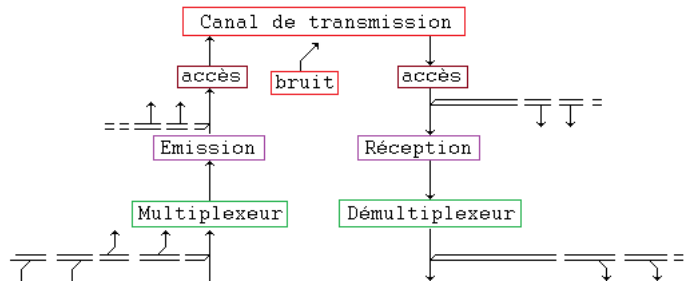 Canal de transmission
accès
bruit
accès
Emission
Réception
Multiplexeur
Démultiplexeur